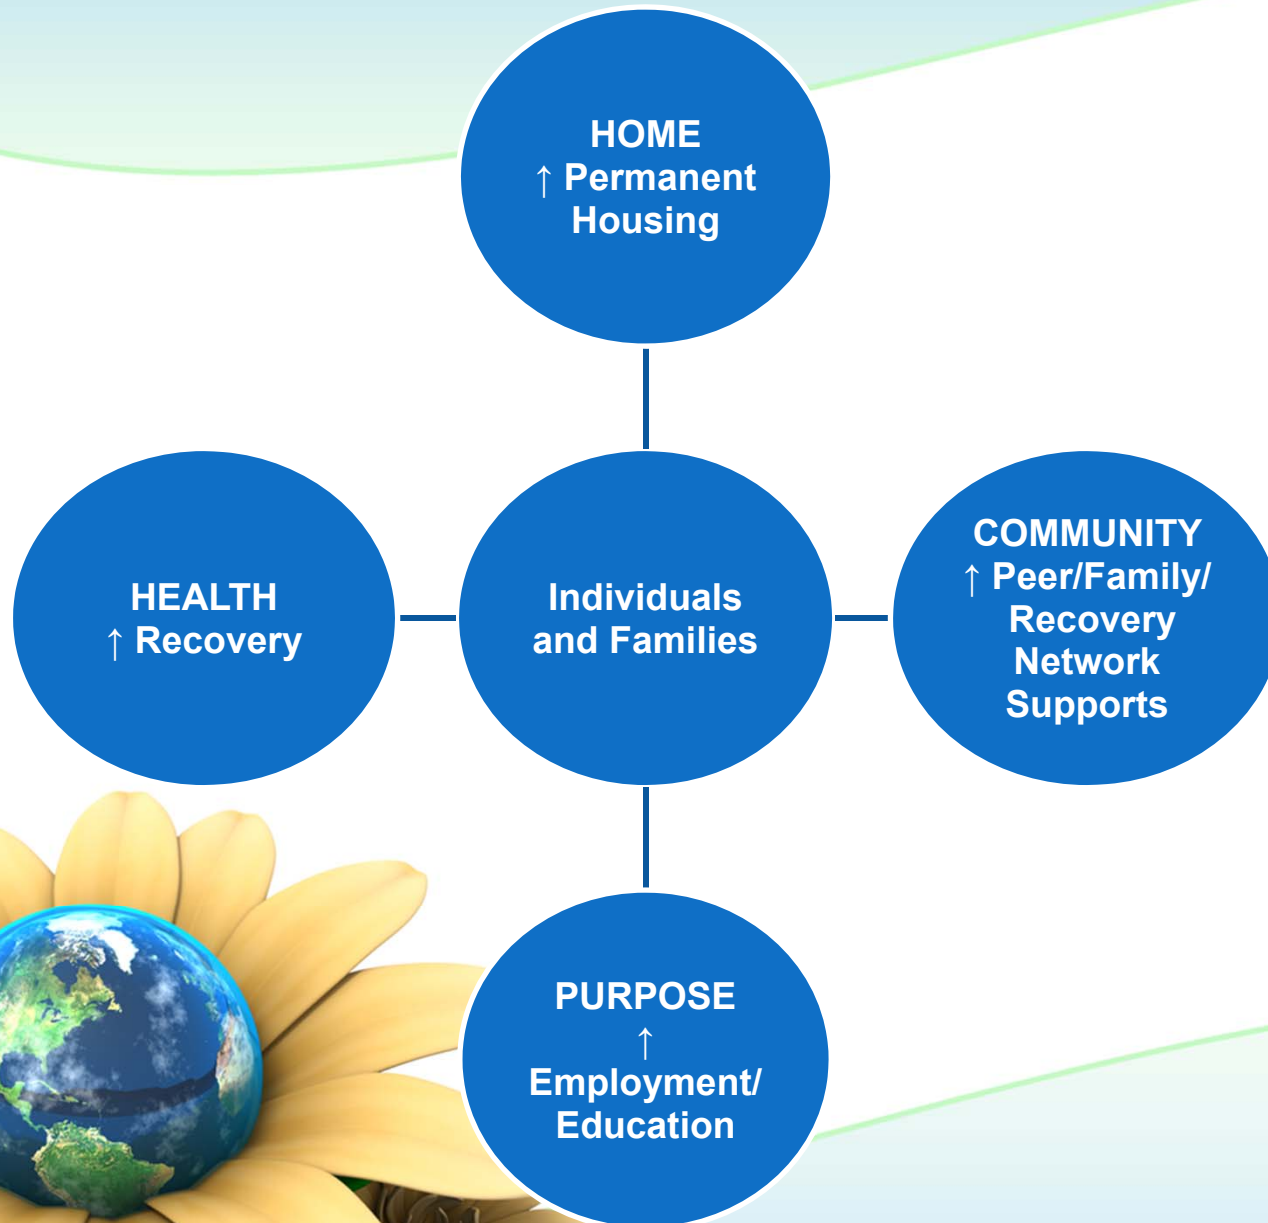 HOME
↑ Permanent
Housing
HEALTH
↑ Recovery
Individuals
and Families
COMMUNITY
↑ Peer/Family/
Recovery
Network
Supports
PURPOSE
↑
Employment/
Education